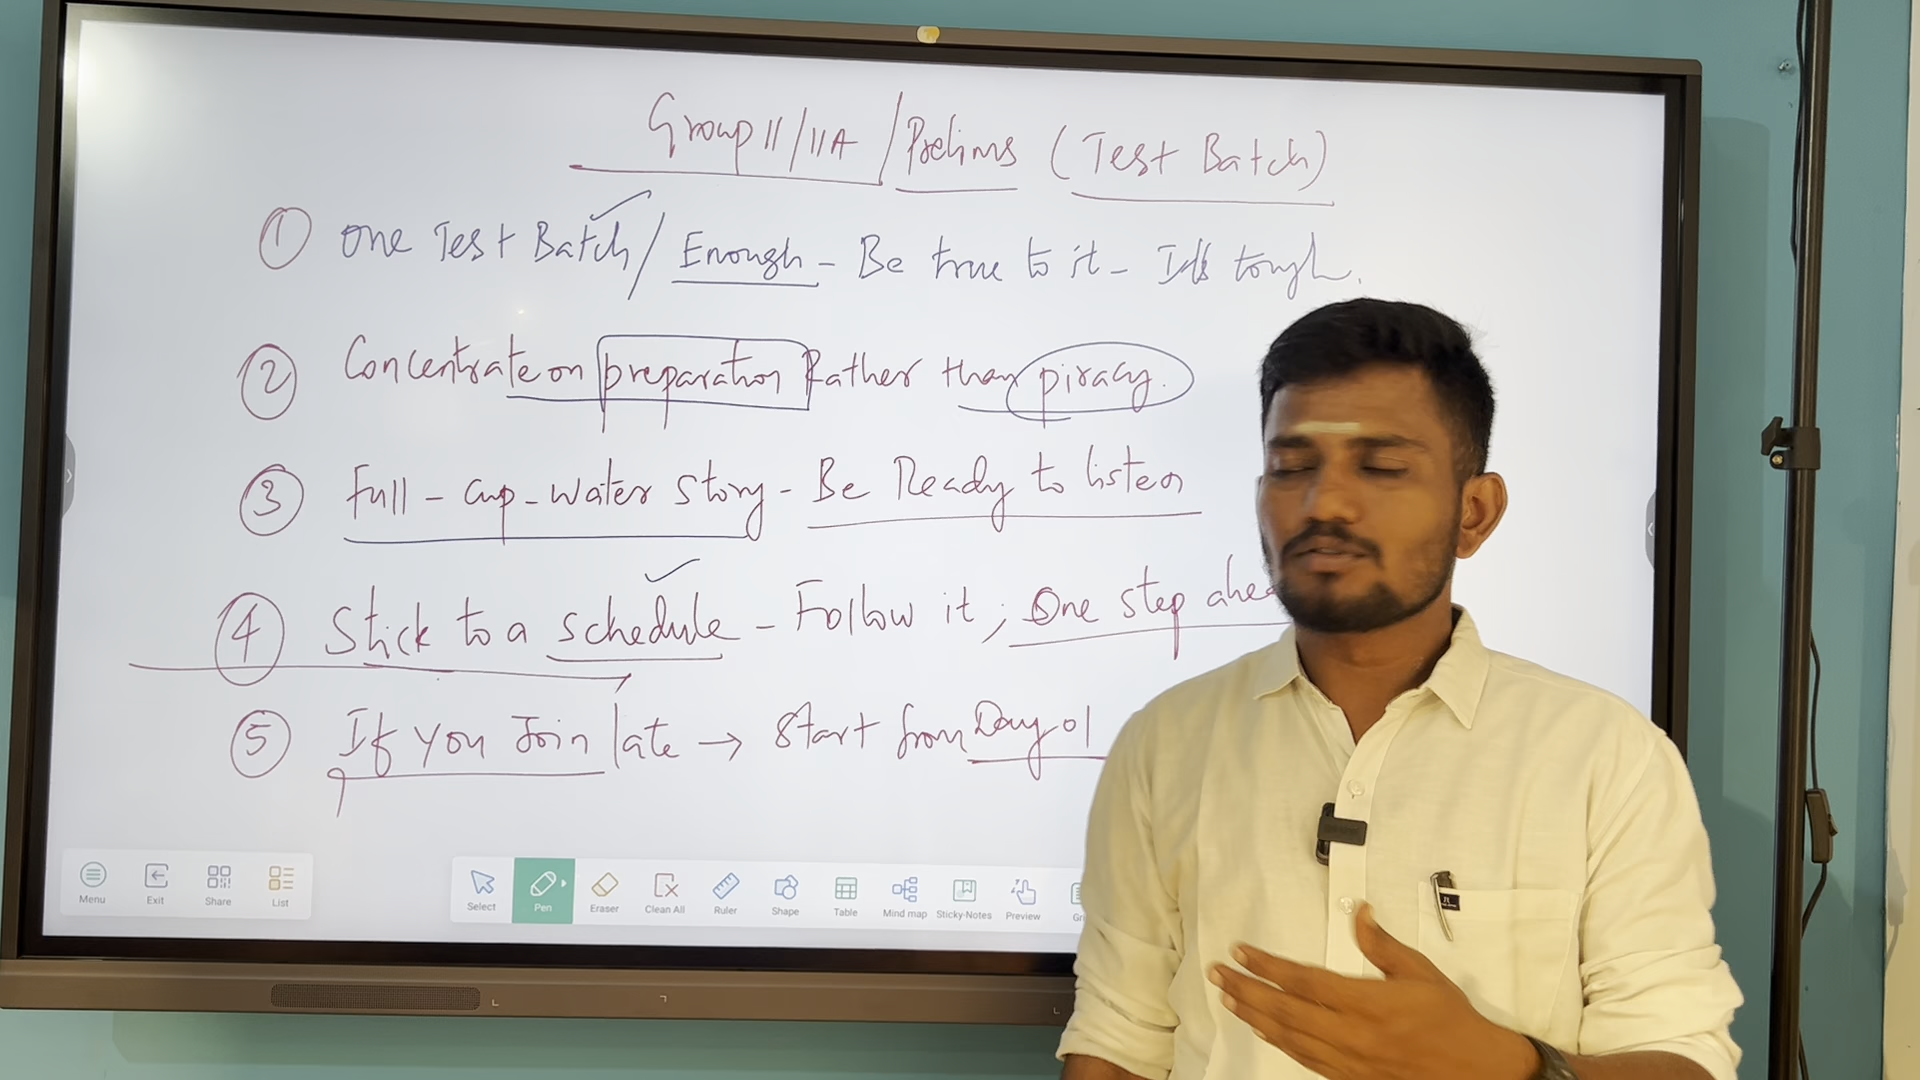 Group II/IIA/Prelims (Test Batch)
1 One Test Batch/Enough - Be true to it - It's tough.
2 Concentrate on preparation Rather than piracy.
3 Full-cup-water story - Be Ready to listen
4 Stick to a schedule - Follow it; One step ahea
5 If you Join late → Start from Day 01
Menu Exit Share List
Select Pen Eraser Clean All Ruler Shape Table Mind map Sticky-Notes Preview